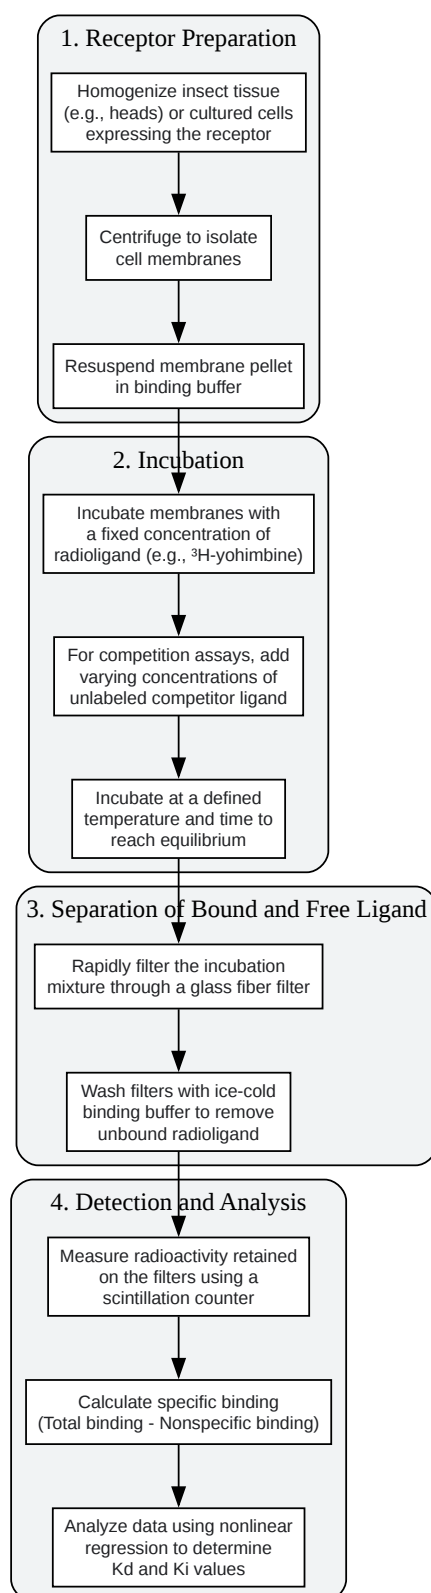 1. Receptor Preparation
Homogenize insect tissue
(e.g., heads) or cultured cells
expressing the receptor
Centrifuge to isolate
cell membranes
Resuspend membrane pellet
in binding buffer
2. Incubation
Incubate membranes with
a fixed concentration of
radioligand (e.g., ³H-yohimbine)
For competition assays, add
varying concentrations of
unlabeled competitor ligand
Incubate at a defined
temperature and time to
reach equilibrium
3. Separation of Bound and Free Ligand
Rapidly filter the incubation
mixture through a glass fiber filter
Wash filters with ice-cold
binding buffer to remove
unbound radioligand
4. Detection and Analysis
Measure radioactivity retained
on the filters using a
scintillation counter
Calculate specific binding
(Total binding - Nonspecific binding)
Analyze data using nonlinear
regression to determine
Kd and Ki values